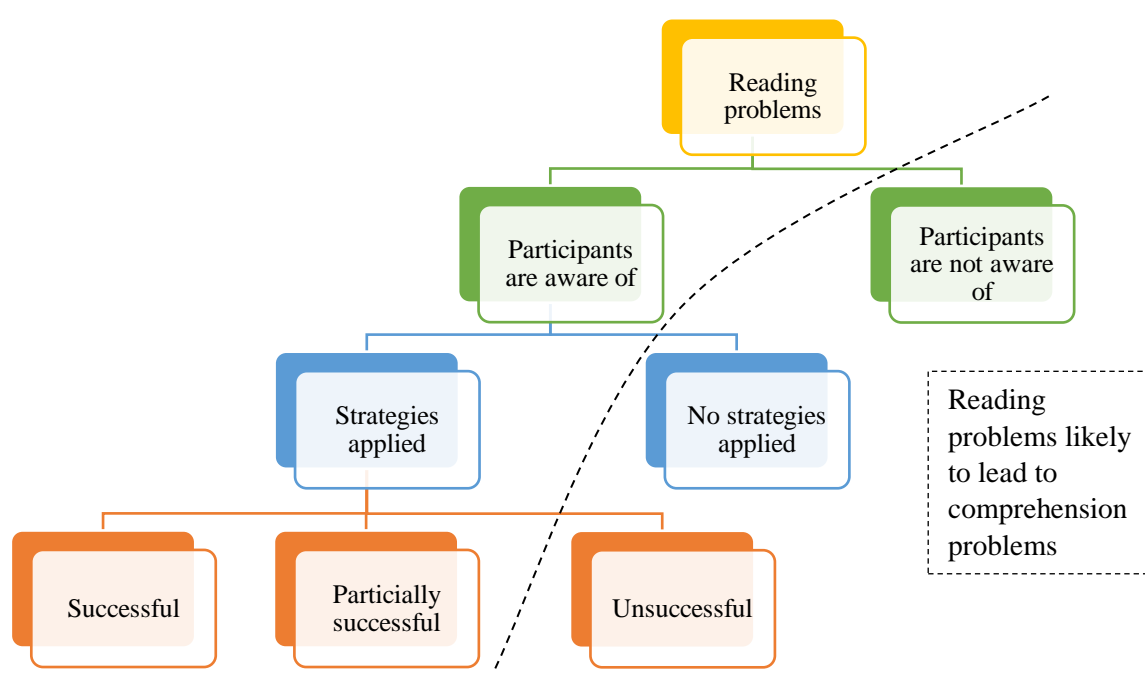 Reading
problems
Participants
are aware of
Participants
are not aware
of
Strategies
applied
No strategies
applied
Reading
problems likely
to lead to
comprehension
problems
Successful
Particially
successful
Unsuccessful